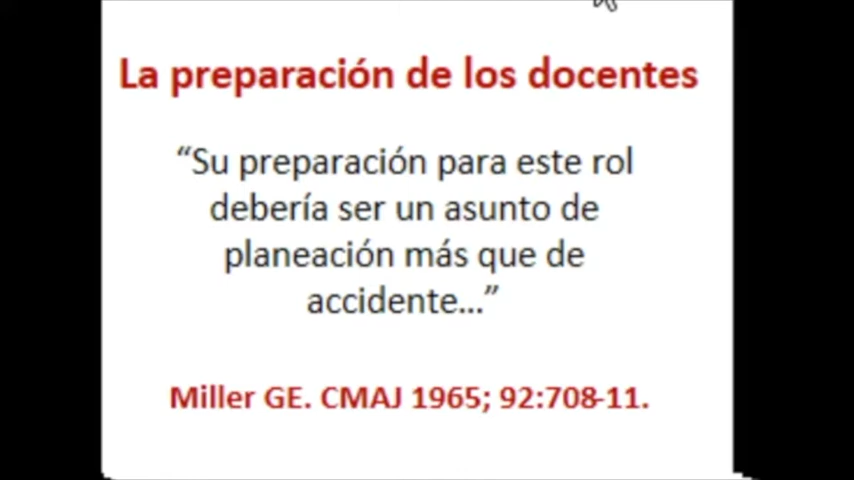 La preparación de los docentes
“Su preparación para este rol
debería ser un asunto de
planeación más que de
accidente...”
Miller GE. CMAJ 1965; 92:708-11.